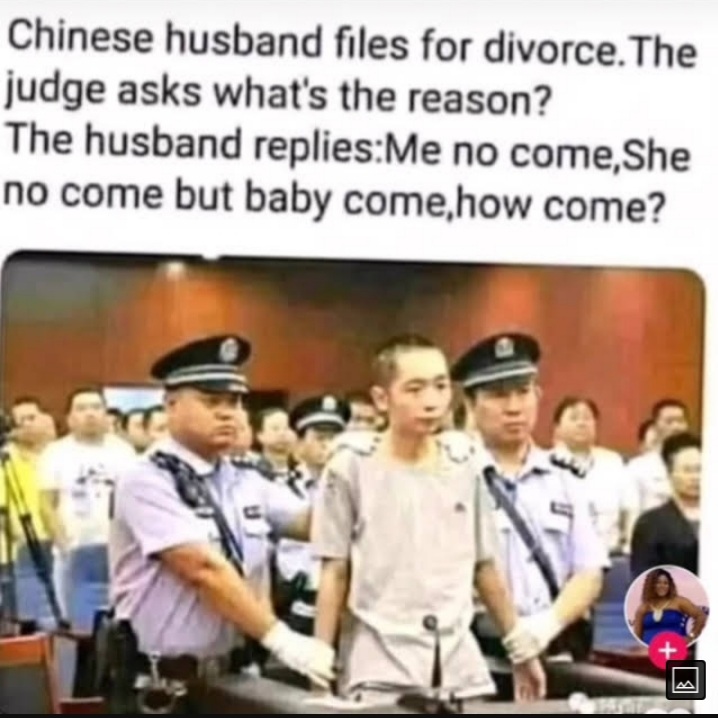 Chinese husband files for divorce.The
judge asks what's the reason?
The husband replies:Me no come,She
no come but baby come,how come?